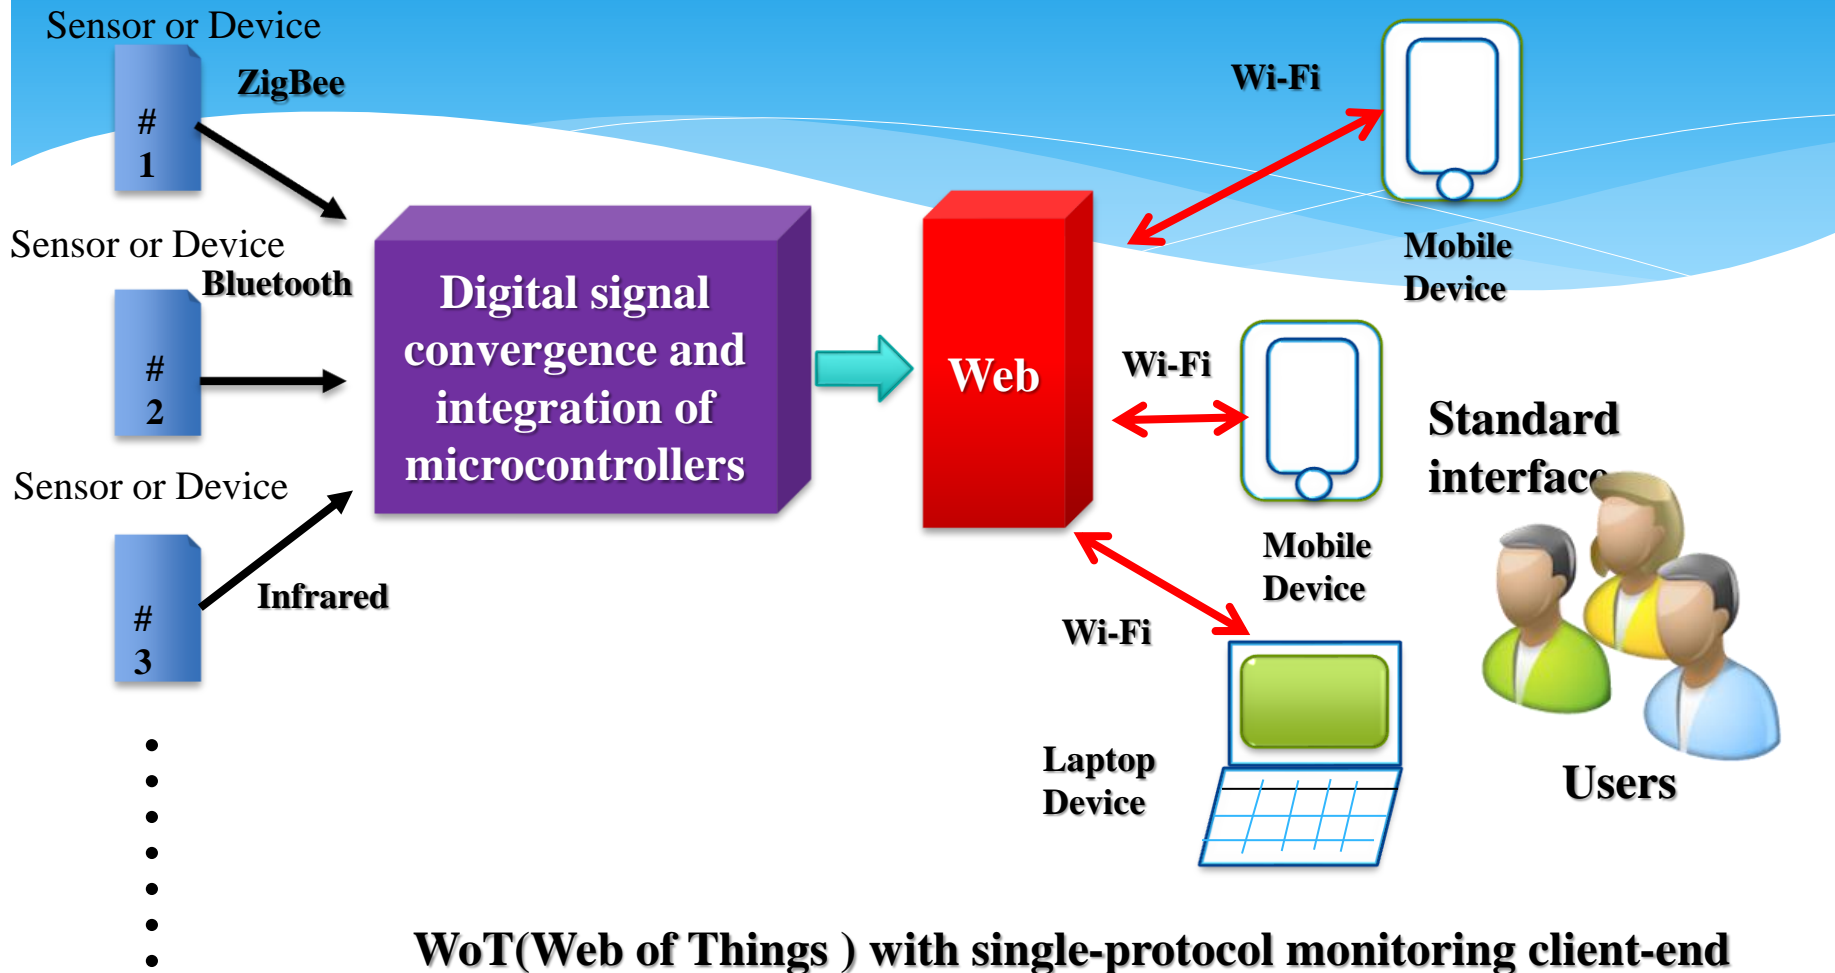 Sensor or Device
ZigBee
#
1
Sensor or Device
Bluetooth
#
2
Sensor or Device
Infrared
#
3
Digital signal
convergence and
integration of
microcontrollers
Web
Wi-Fi
Mobile
Device
Wi-Fi
Mobile
Device
Standard
interface
Wi-Fi
Laptop
Device
Users
WoT(Web of Things ) with single-protocol monitoring client-end